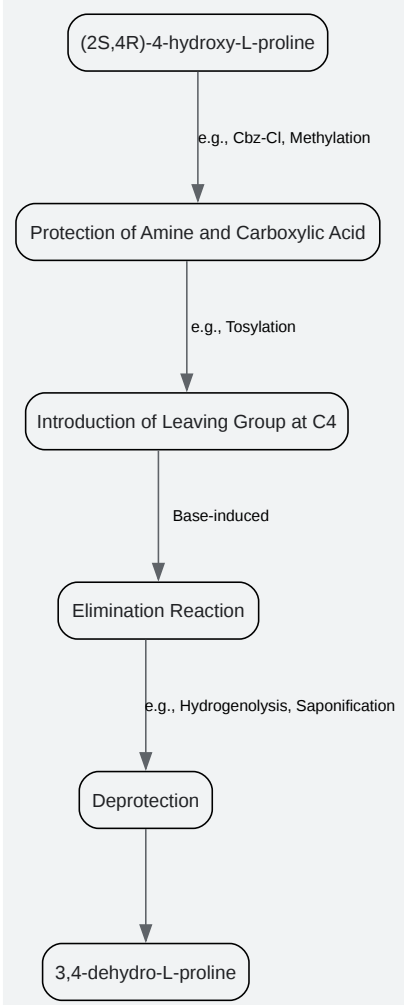 (2S,4R)-4-hydroxy-L-proline
e.g., Cbz-Cl, Methylation
Protection of Amine and Carboxylic Acid
e.g., Tosylation
Introduction of Leaving Group at C4
Base-induced
Elimination Reaction
e.g., Hydrogenolysis, Saponification
Deprotection
3,4-dehydro-L-proline